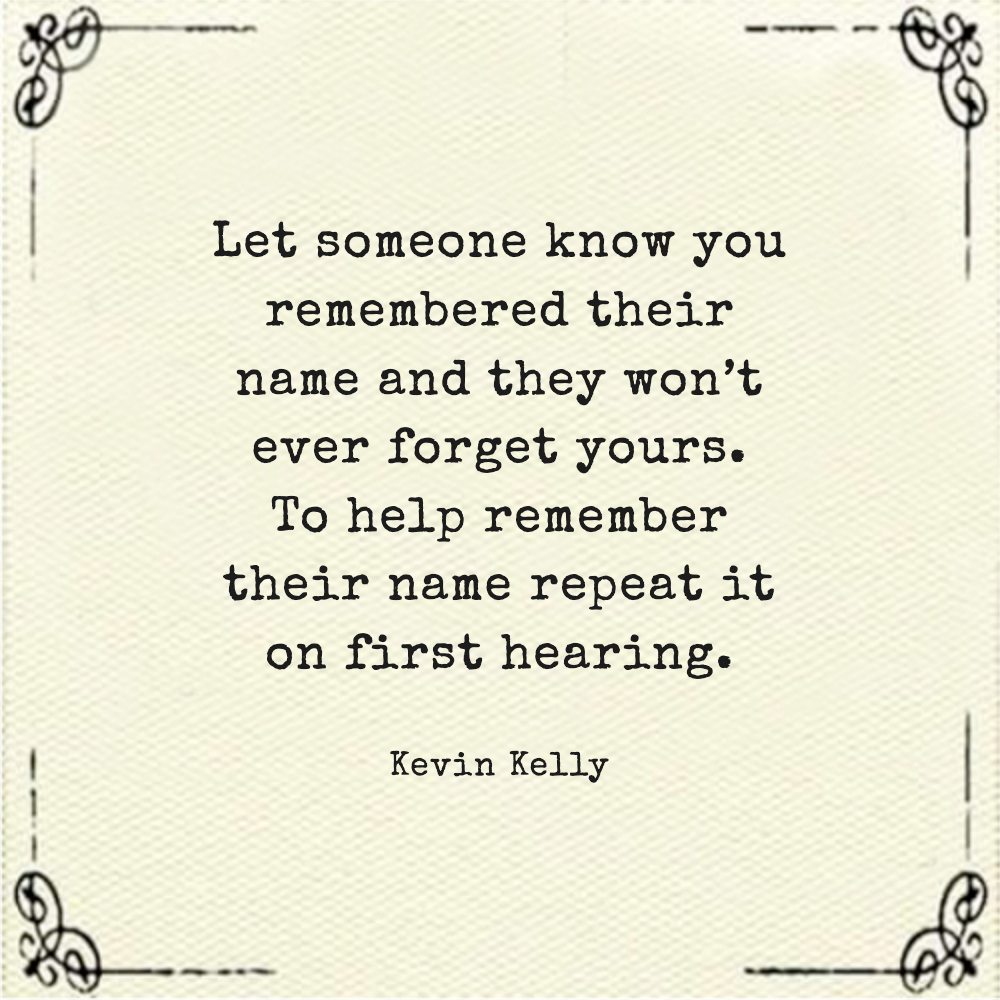 Let someone know you
remembered their
name and they won’t
ever forget yours.
To help remember
their name repeat it
on first hearing.
Kevin Kelly